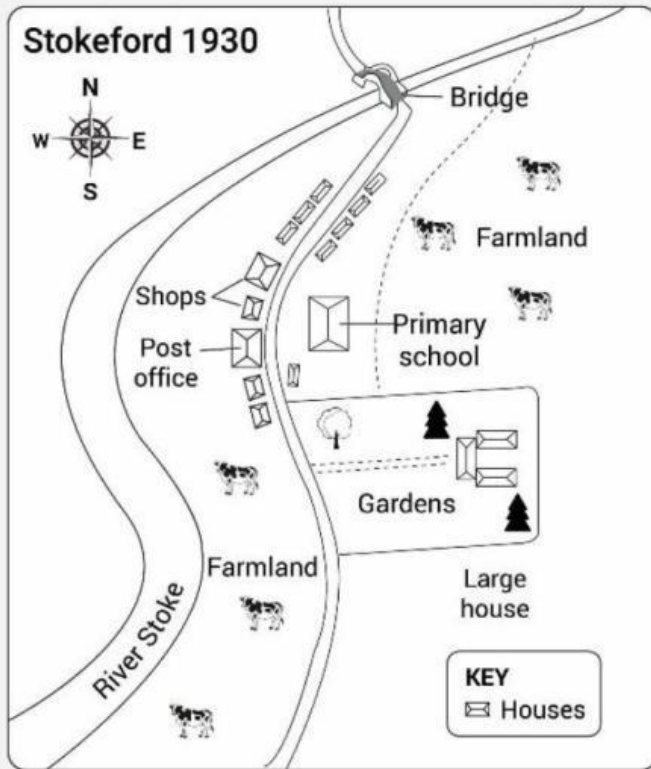 Stokeford 1930
N
W E
S
Bridge
Farmland
Shops
Primary
school
Post
office
Gardens
Farmland
Large
house
River Stoke
KEY
Houses